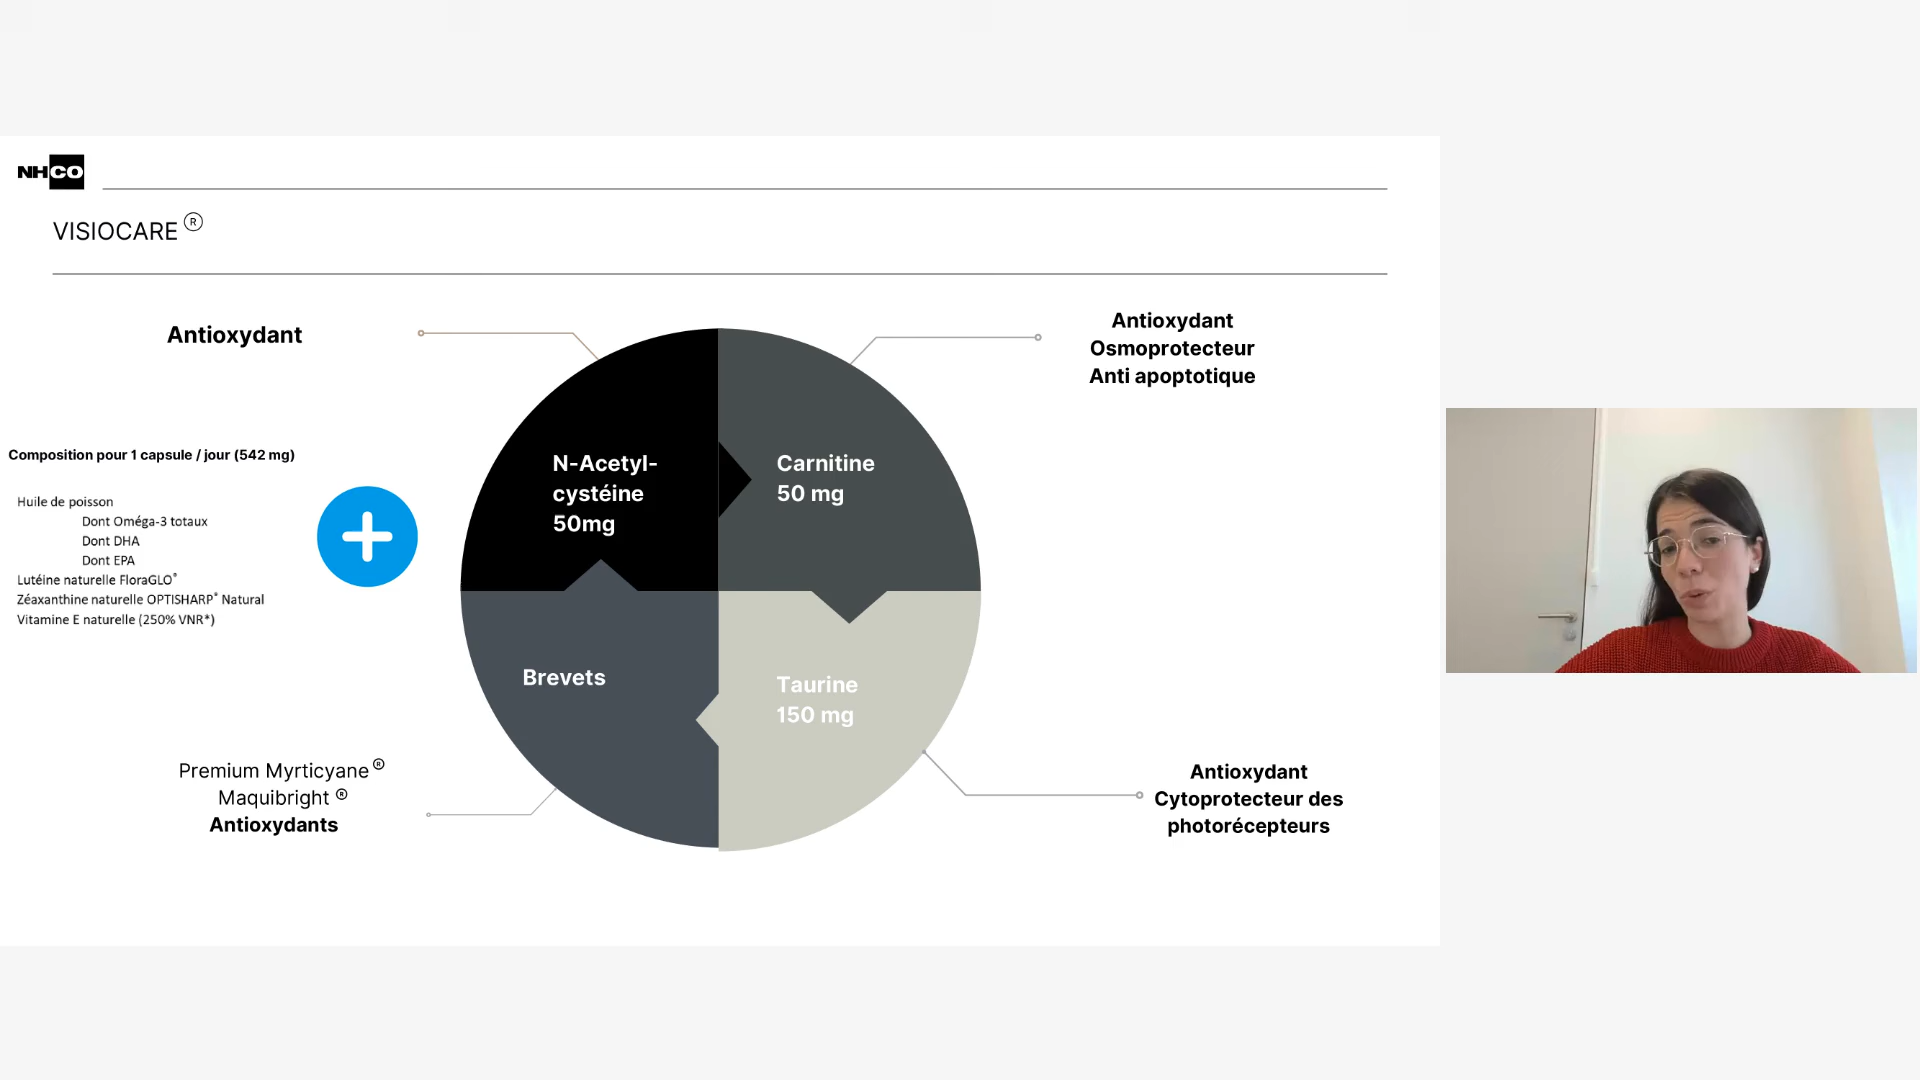 NHCO
VISIOCARE ®
Antioxydant
Antioxydant
Osmoprotecteur
Anti apoptotique
Composition pour 1 capsule / jour (542 mg)
Huile de poisson
Dont Oméga-3 totaux
Dont DHA
Dont EPA
Lutéine naturelle FloraGLO®
Zéaxanthine naturelle OPTISHARP® Natural
Vitamine E naturelle (250% VNR*)
N-Acetyl-
cystéine
50mg
Carnitine
50 mg
Brevets
Taurine
150 mg
Premium Myrticyane ®
Maquibright ®
Antioxydants
Antioxydant
Cytoprotecteur des
photorécepteurs